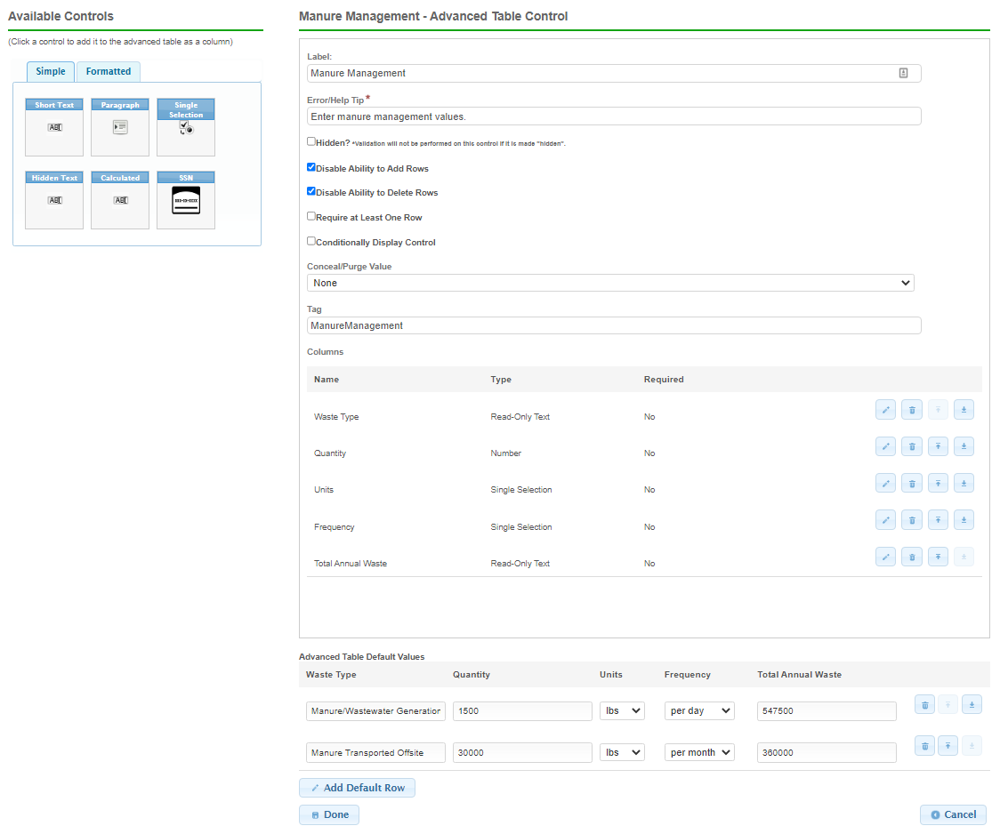 Available Controls
(Click a control to add it to the advanced table as a column)
Simple
Formatted
Short Text
Paragraph
Single
Selection
ABI
Hidden Text
Calculated
SSN
ABI
ABI
xxx-xx-xxxx
Manure Management - Advanced Table Control
Label:
Manure Management
Error/Help Tip*
Enter manure management values.
Hidden? *Validation will not be performed on this control if it is made "hidden".
Disable Ability to Add Rows
Disable Ability to Delete Rows
Require at Least One Row
Conditionally Display Control
Conceal/Purge Value
None
Tag
ManureManagement
Columns
Name Type Required
Waste Type Read-Only Text No
Quantity Number No
Units Single Selection No
Frequency Single Selection No
Total Annual Waste Read-Only Text No
Advanced Table Default Values
Waste Type Quantity Units Frequency Total Annual Waste
Manure/Wastewater Generation 1500 lbs per day 547500
Manure Transported Offsite 30000 lbs per month 360000
Add Default Row
Done
Cancel